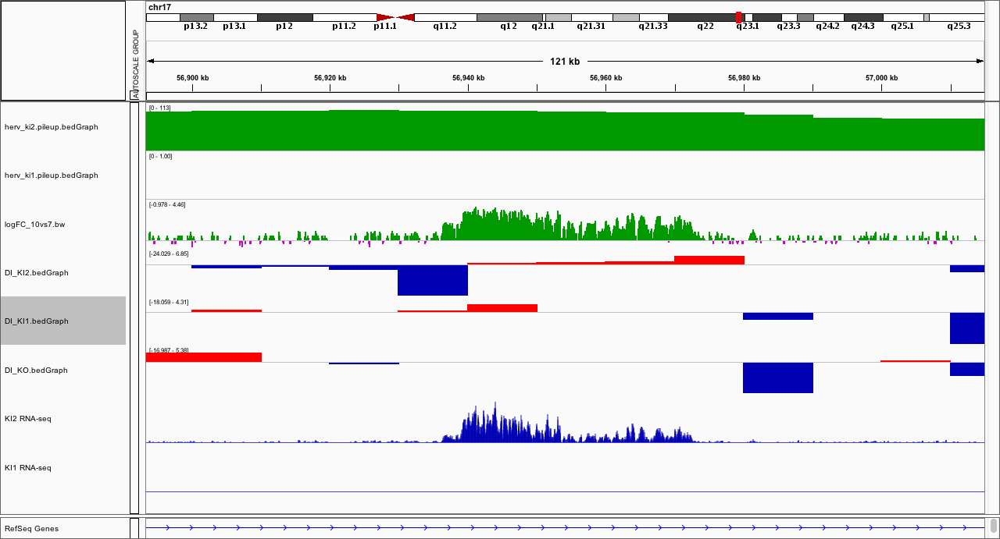 chr17
p13.2 p13.1 p12 p11.2 p11.1 q11.2 q12 q21.1 q21.31 q21.33 q22 q23.1 q23.3 q24.2 q24.3 q25.1 q25.3
AUTOSCALE GROUP
121 kb
56,900 kb 56,920 kb 56,940 kb 56,960 kb 56,980 kb 57,000 kb
[0 - 113]
herv_ki2.pileup.bedGraph
[0 - 1.00]
herv_ki1.pileup.bedGraph
[-0.978 - 4.46]
logFC_10vs7.bw
[-24.029 - 6.85]
DI_KI2.bedGraph
[-18.059 - 4.31]
DI_KI1.bedGraph
[-16.987 - 5.38]
DI_KO.bedGraph
KI2 RNA-seq
KI1 RNA-seq
RefSeq Genes